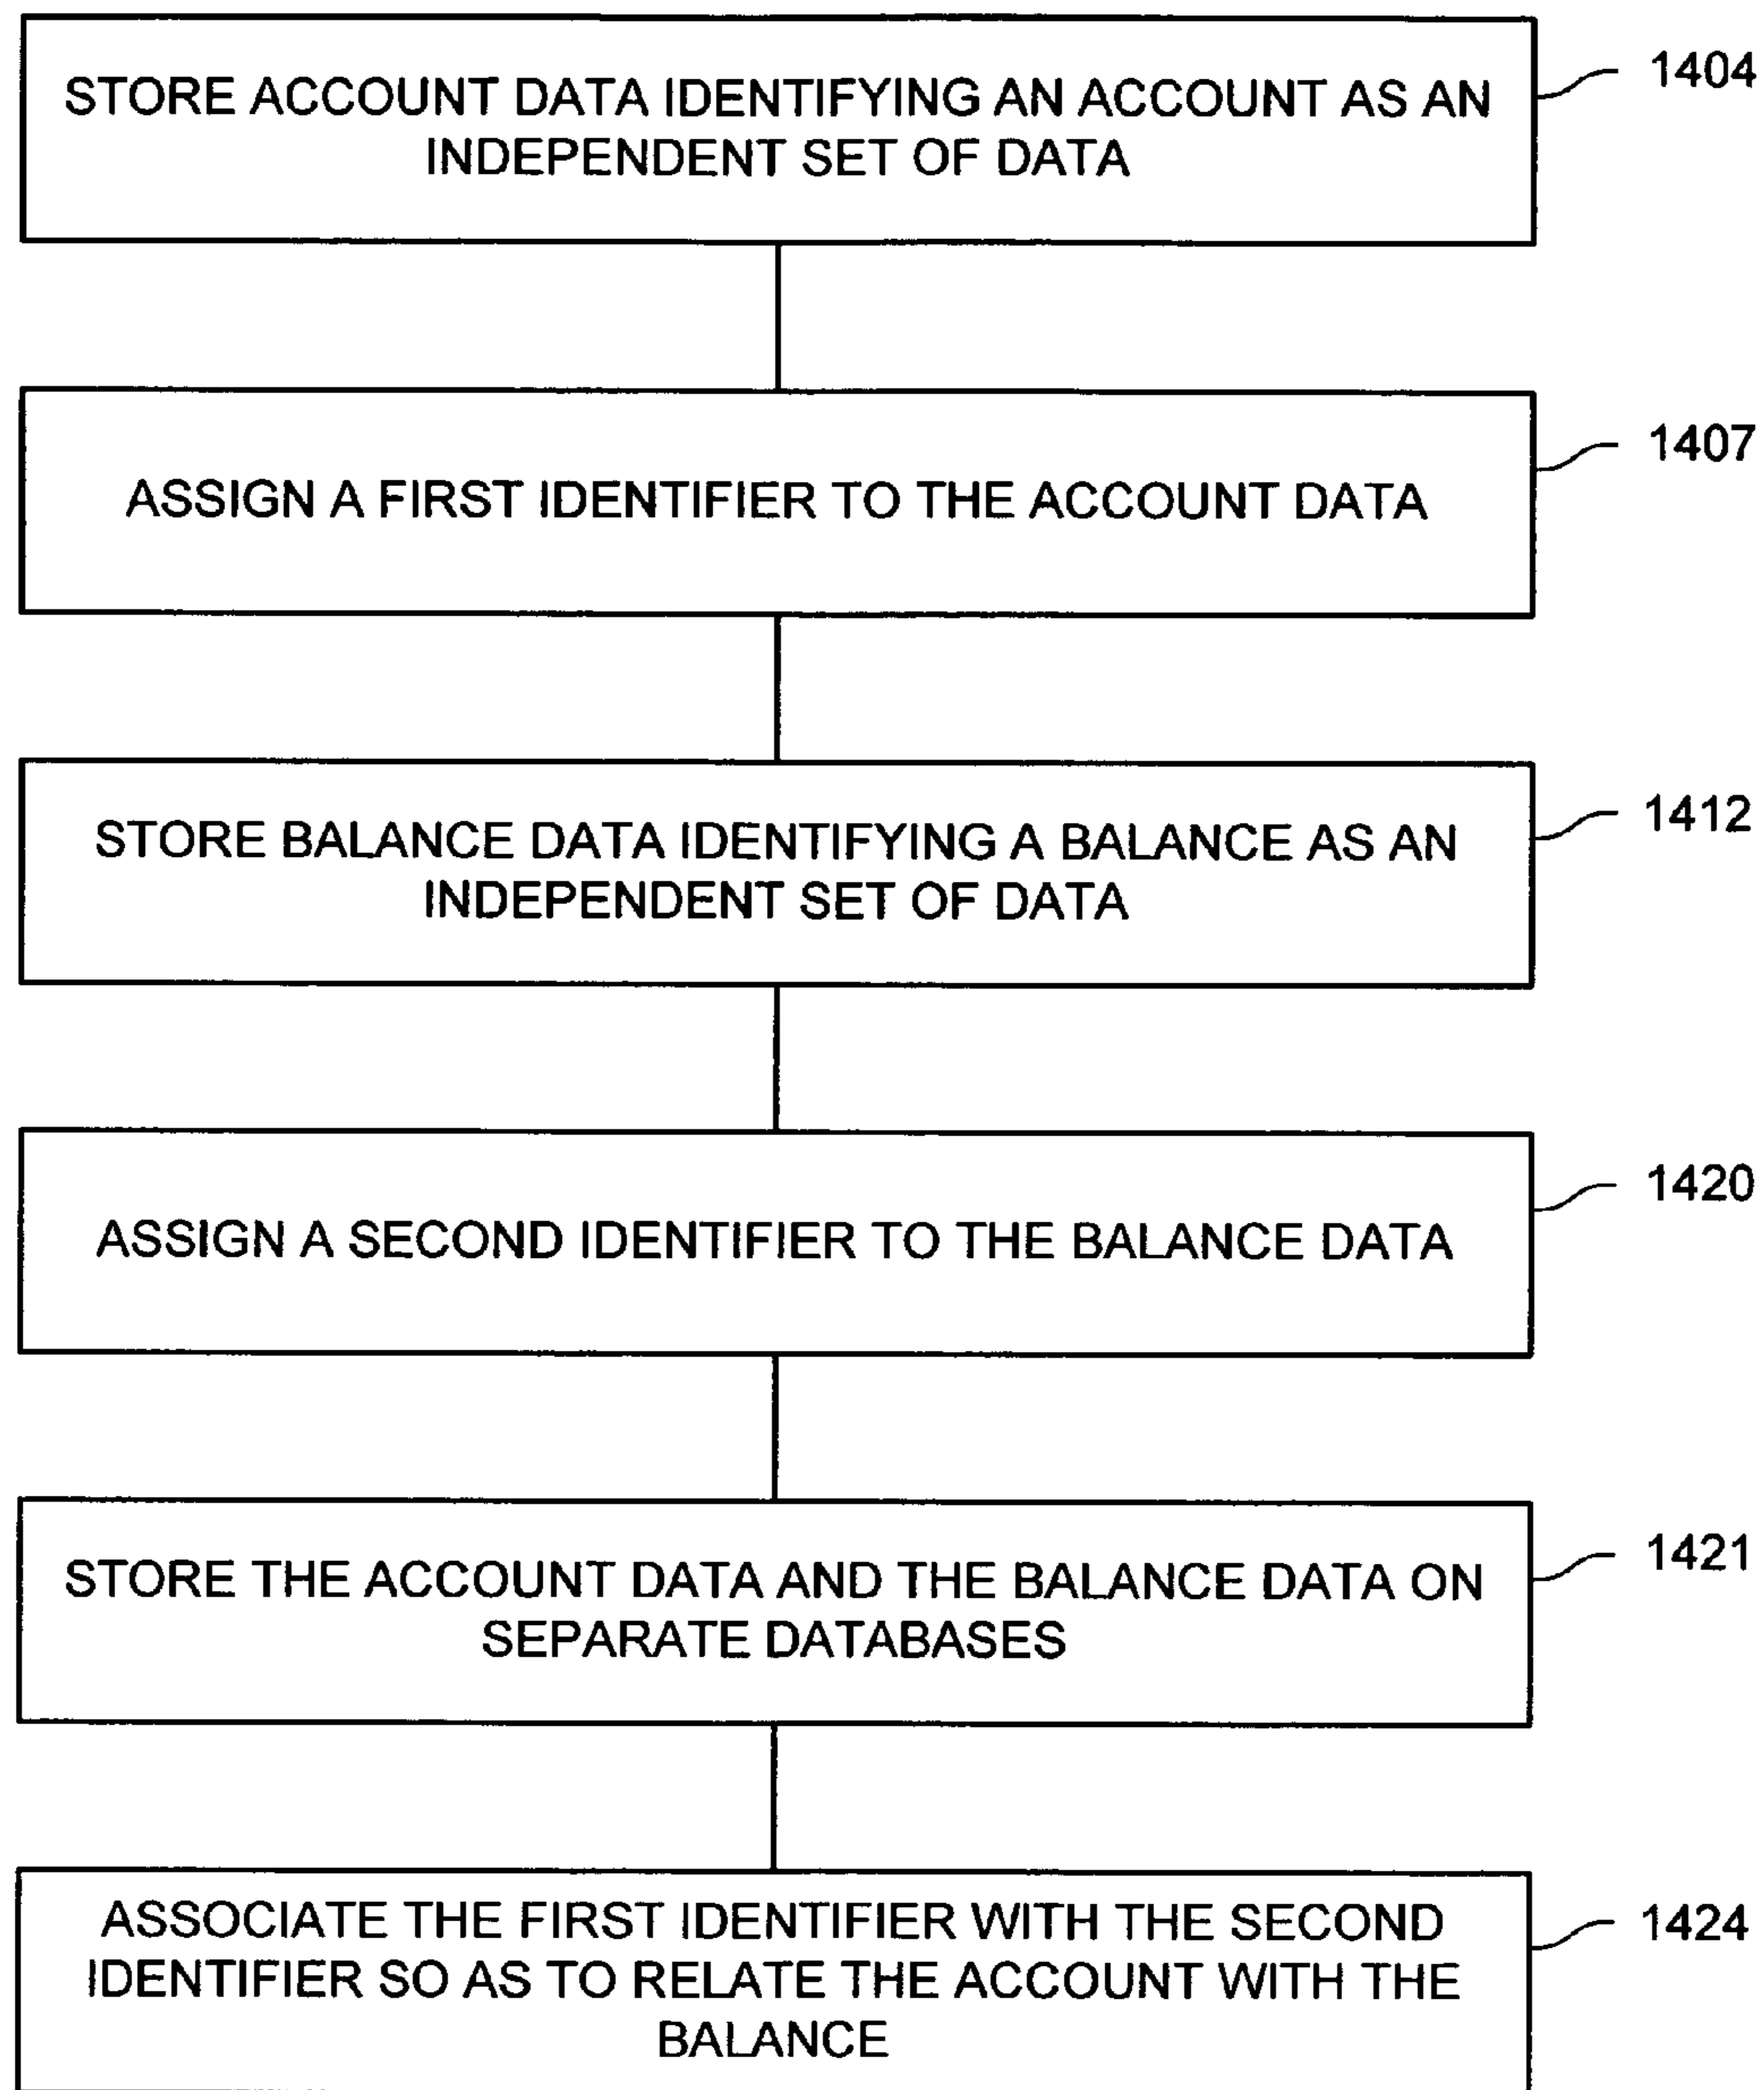 STORE ACCOUNT DATA IDENTIFYING AN ACCOUNT AS AN
INDEPENDENT SET OF DATA
1404
ASSIGN A FIRST IDENTIFIER TO THE ACCOUNT DATA
1407
STORE BALANCE DATA IDENTIFYING A BALANCE AS AN
INDEPENDENT SET OF DATA
1412
ASSIGN A SECOND IDENTIFIER TO THE BALANCE DATA
1420
STORE THE ACCOUNT DATA AND THE BALANCE DATA ON
SEPARATE DATABASES
1421
ASSOCIATE THE FIRST IDENTIFIER WITH THE SECOND
IDENTIFIER SO AS TO RELATE THE ACCOUNT WITH THE
BALANCE
1424